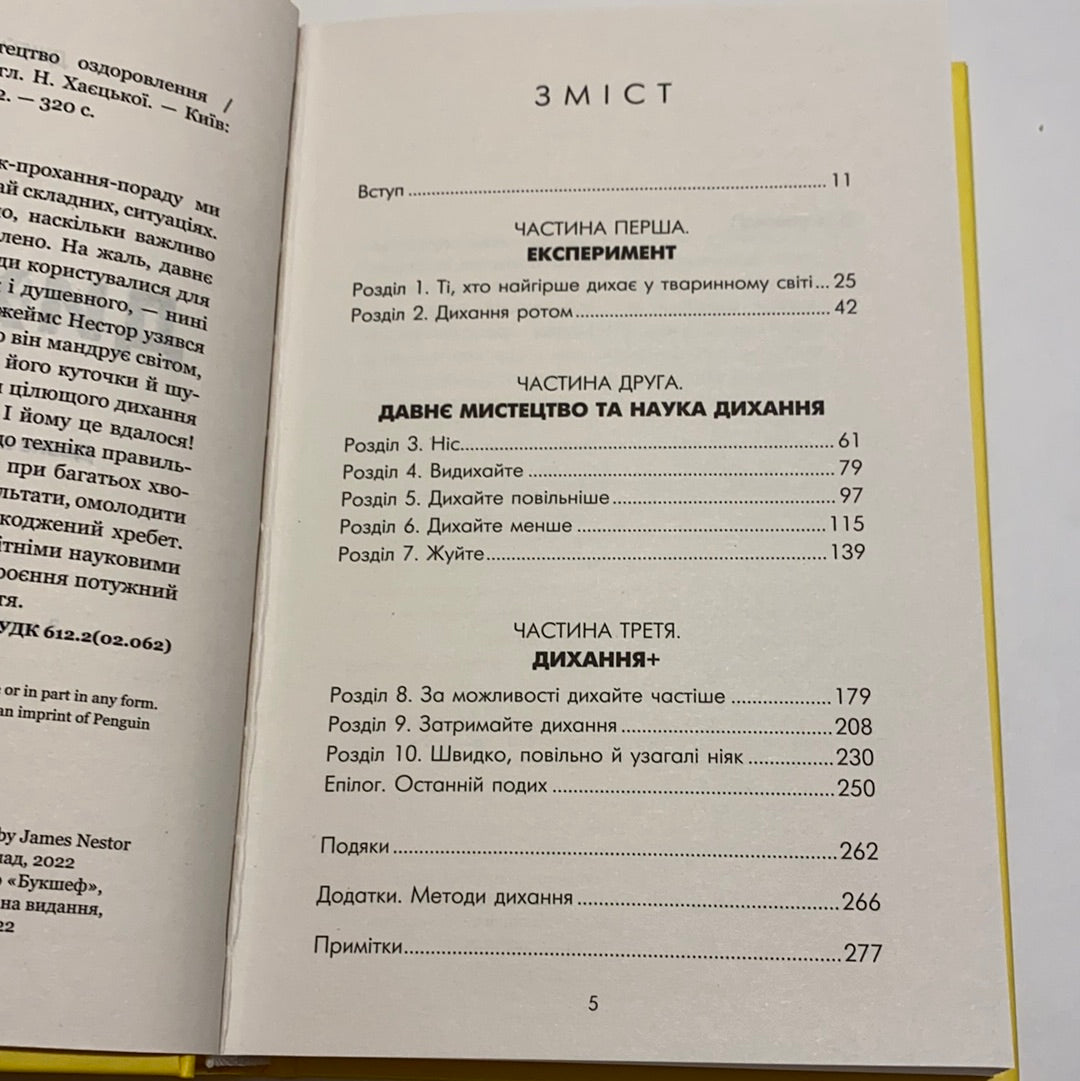 тецтво оздоровлення /
гл. Н. Хаєцької. — Київ:
2. — 320 с.
к-прохання-пораду ми
ай складних, ситуаціях.
о, наскільки важливо
лено. На жаль, давнє
ди користувалися для
і душевного, — нині
жеймс Нестор узявся
о він мандрує світом,
його куточки й шу-
и цілющого дихання
І йому це вдалося!
до техніка правиль-
при багатьох хво-
льтати, омолодити
коджений хребет.
ітніми науковими
роєння потужний
тя.
УДК 612.2(02.062)
or in part in any form.
an imprint of Penguin
by James Nestor
лад, 2022
«Букшеф»,
на видання,
22
ЗМІСТ
Вступ ... 11
ЧАСТИНА ПЕРША.
ЕКСПЕРИМЕНТ
Розділ 1. Ті, хто найгірше дихає у тваринному світі... 25
Розділ 2. Дихання ротом ... 42
ЧАСТИНА ДРУГА.
ДАВНЄ МИСТЕЦТВО ТА НАУКА ДИХАННЯ
Розділ 3. Ніс ... 61
Розділ 4. Видихайте ... 79
Розділ 5. Дихайте повільніше ... 97
Розділ 6. Дихайте менше ... 115
Розділ 7. Жуйте ... 139
ЧАСТИНА ТРЕТЯ.
ДИХАННЯ+
Розділ 8. За можливості дихайте частіше ... 179
Розділ 9. Затримайте дихання ... 208
Розділ 10. Швидко, повільно й узагалі ніяк ... 230
Епілог. Останній подих ... 250
Подяки ... 262
Додатки. Методи дихання ... 266
Примітки ... 277
5